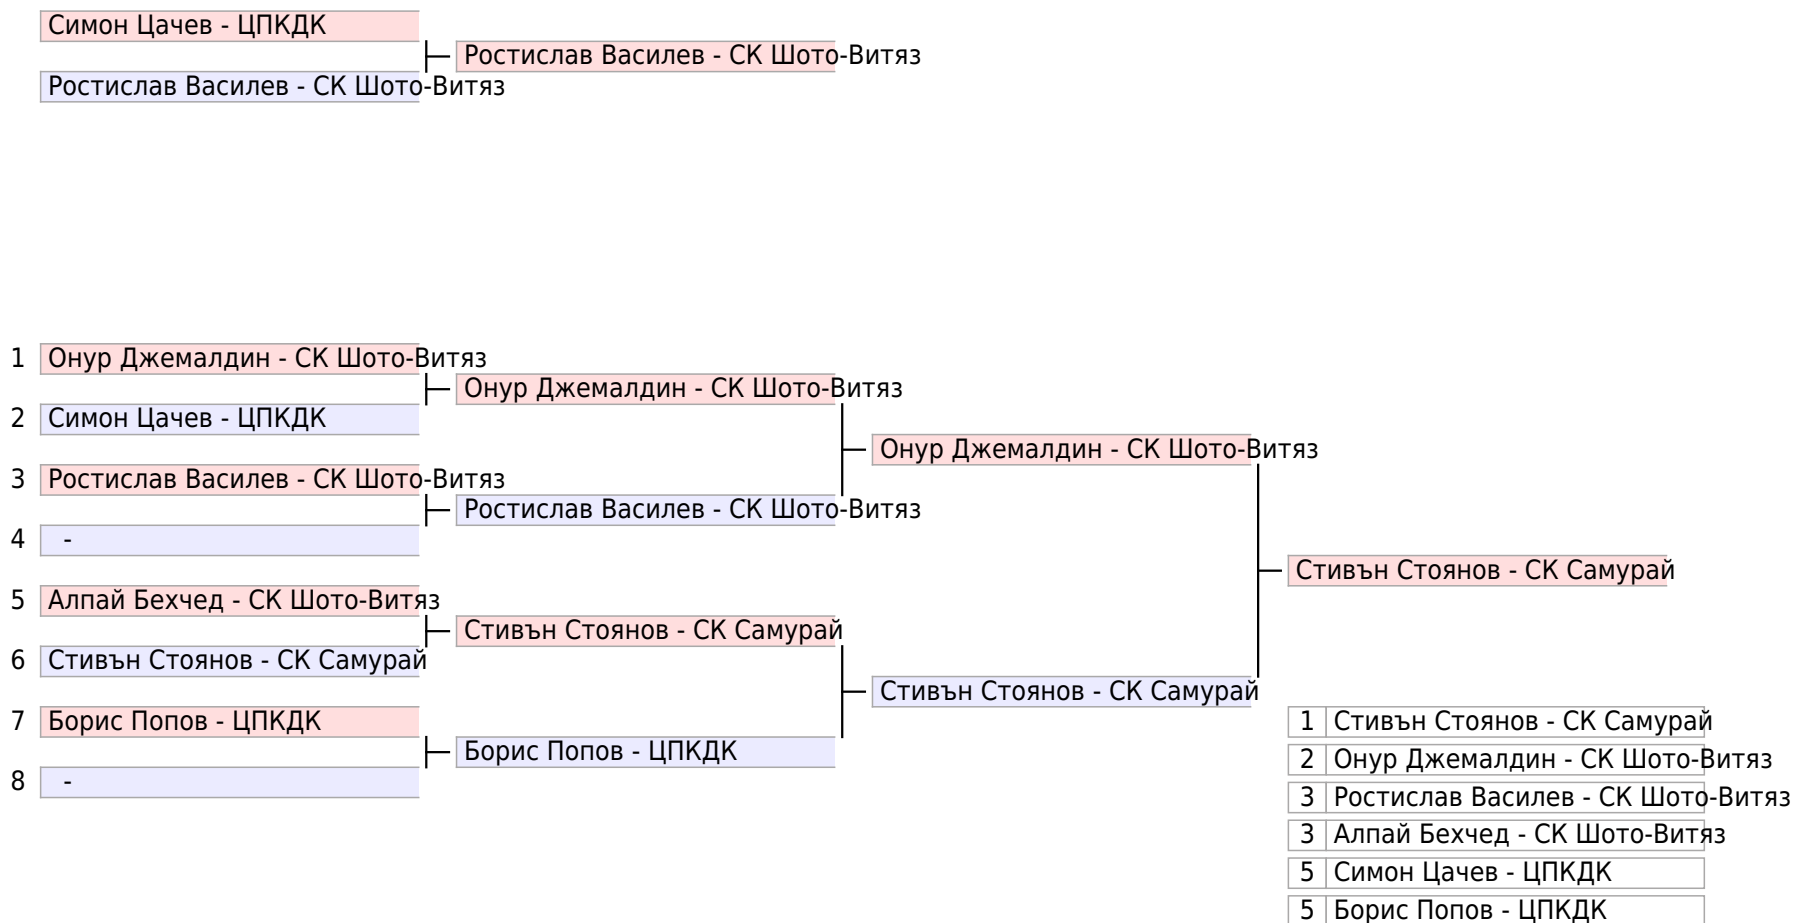 Симон Цачев - ЦПКДК
Ростислав Василев - СК Шото-Витяз
Ростислав Василев - СК Шото-Витяз
1 Онур Джемалдин - СК Шото-Витяз
Онур Джемалдин - СК Шото-Витяз
2 Симон Цачев - ЦПКДК
Онур Джемалдин - СК Шото-Витяз
3 Ростислав Василев - СК Шото-Витяз
Ростислав Василев - СК Шото-Витяз
4 -
Стивън Стоянов - СК Самурай
5 Алпай Бехчед - СК Шото-Витяз
Стивън Стоянов - СК Самурай
6 Стивън Стоянов - СК Самурай
Стивън Стоянов - СК Самурай
7 Борис Попов - ЦПКДК
Борис Попов - ЦПКДК
8 -
1 Стивън Стоянов - СК Самурай
2 Онур Джемалдин - СК Шото-Витяз
3 Ростислав Василев - СК Шото-Витяз
3 Алпай Бехчед - СК Шото-Витяз
5 Симон Цачев - ЦПКДК
5 Борис Попов - ЦПКДК